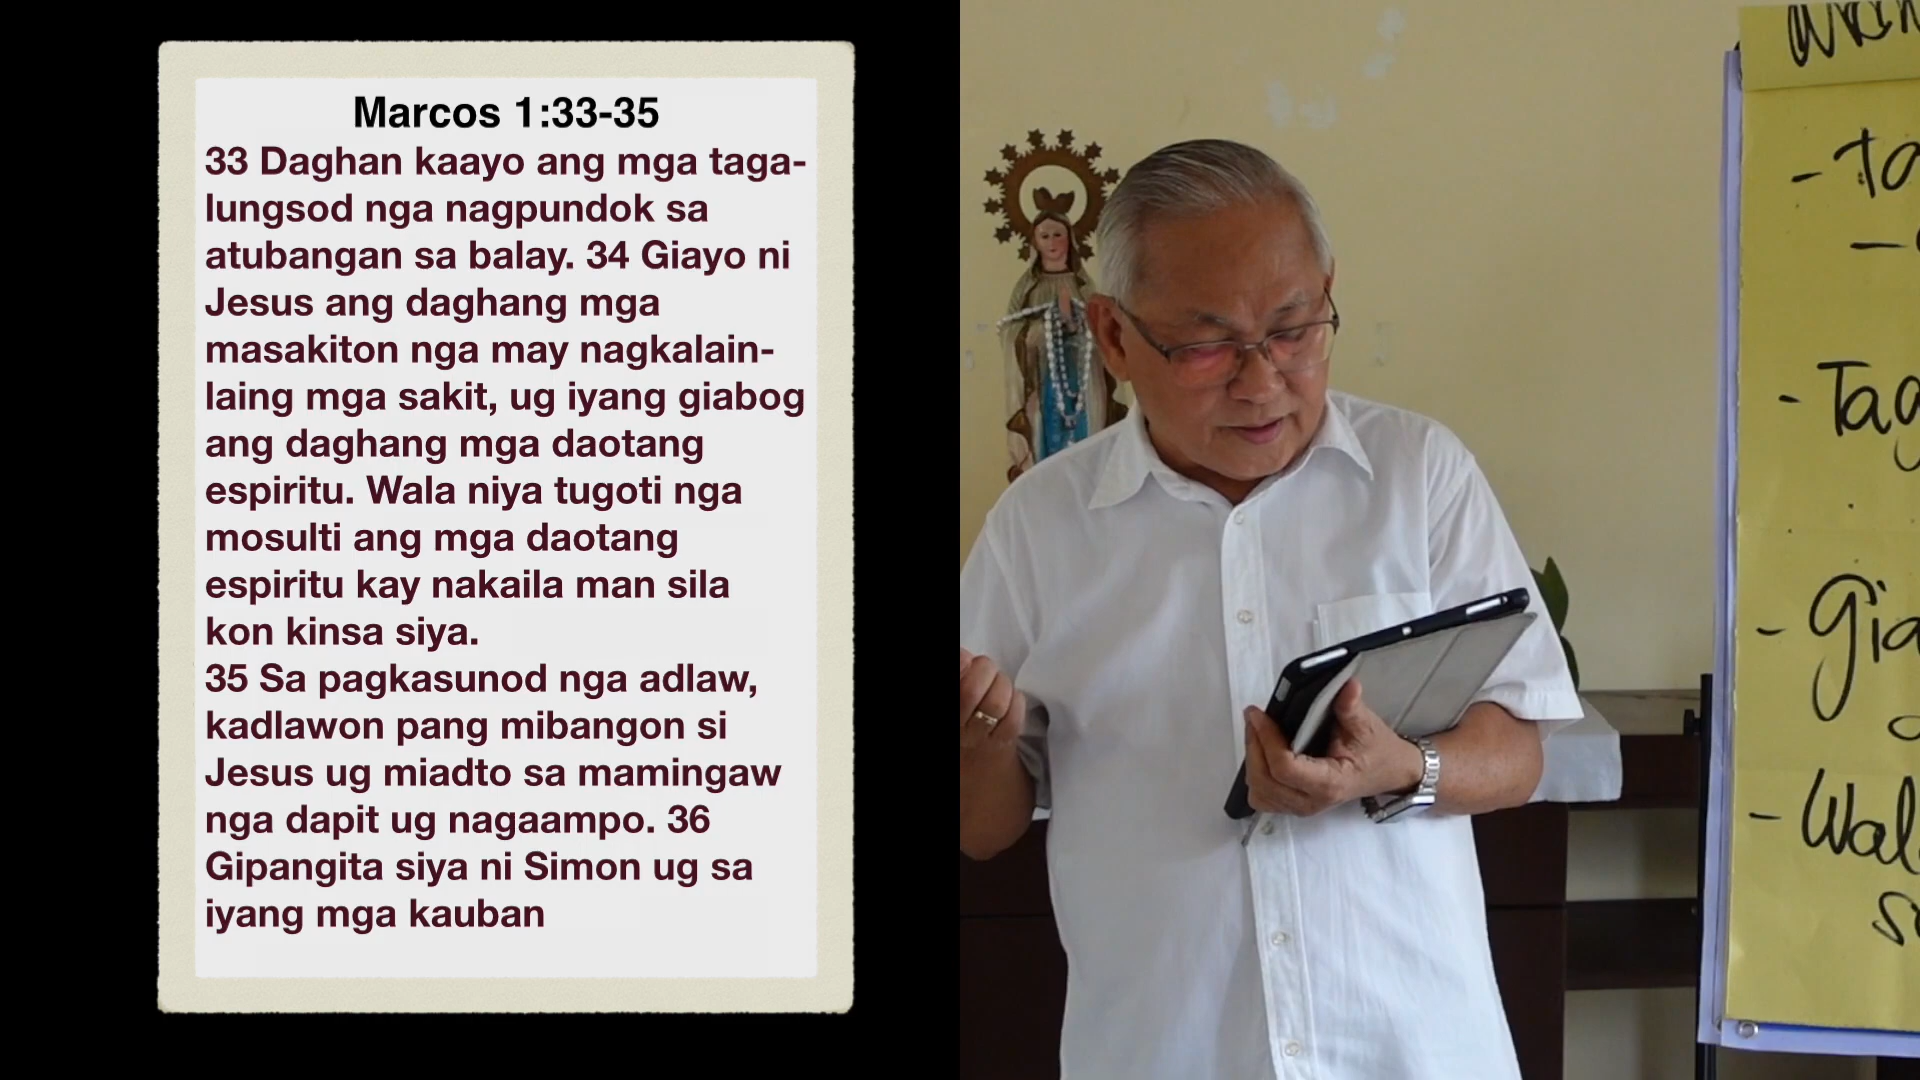 Marcos 1:33-35
33 Daghan kaayo ang mga taga-
lungsod nga nagpundok sa
atubangan sa balay. 34 Giayo ni
Jesus ang daghang mga
masakiton nga may nagkalain-
laing mga sakit, ug iyang giabog
ang daghang mga daotang
espiritu. Wala niya tugoti nga
mosulti ang mga daotang
espiritu kay nakaila man sila
kon kinsa siya.
35 Sa pagkasunod nga adlaw,
kadlawon pang mibangon si
Jesus ug miadto sa mamingaw
nga dapit ug nagaampo. 36
Gipangita siya ni Simon ug sa
iyang mga kauban